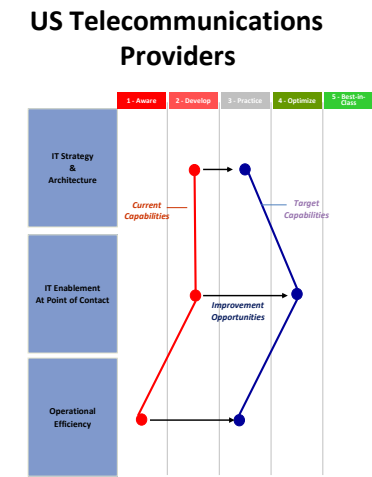 US Telecommunications
Providers
1 - Aware
2 - Develop
3 - Practice
4 - Optimize
5 - Best-in-
Class
IT Strategy
&
Architecture
Current
Capabilities
Target
Capabilities
IT Enablement
At Point of Contact
Improvement
Opportunities
Operational
Efficiency